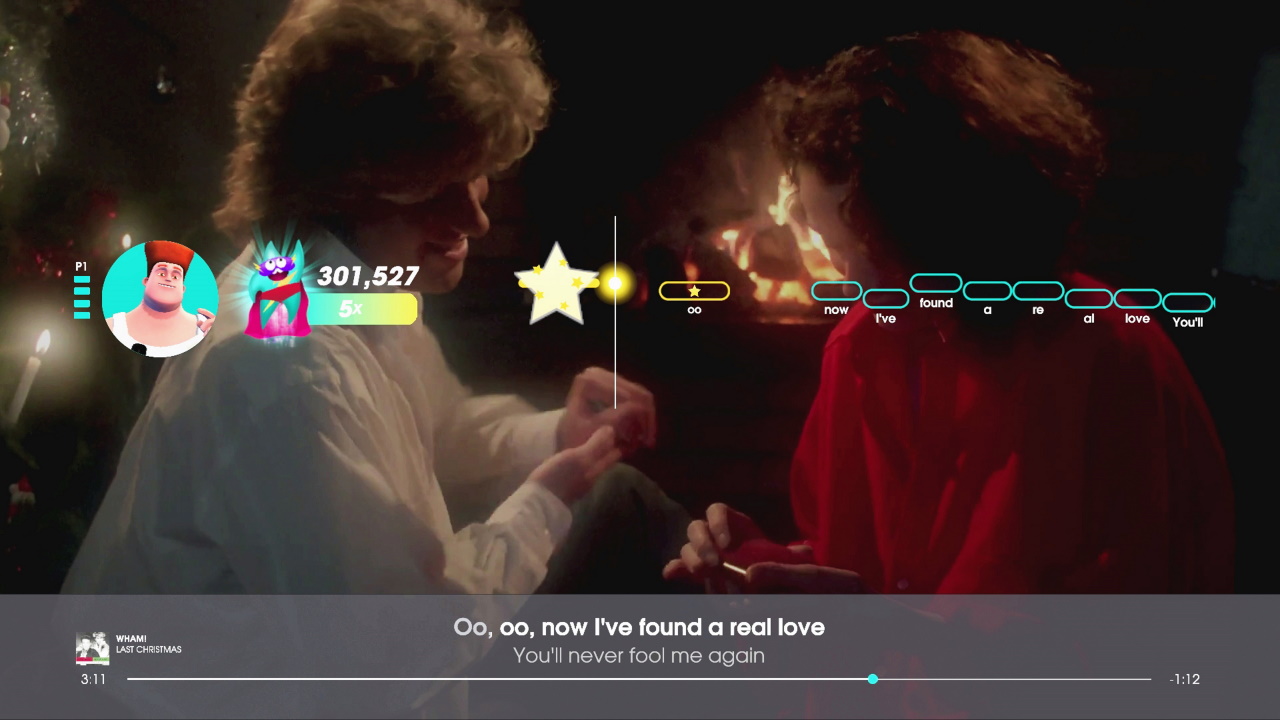 P1
301,527
5x
oo
now
I've
found
a
re
al
love
You'll
Oo, oo, now I've found a real love
You'll never fool me again
WHAM!
LAST CHRISTMAS
3:11
-1:12